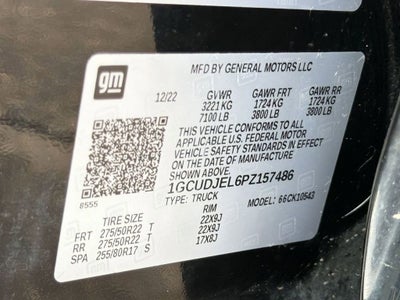 gm
MFD BY GENERAL MOTORS LLC
12/22 GVWR GAWR FRT GAWR RR
3221 KG 1724 KG 1724 KG
7100 LB 3800 LB 3800 LB
THIS VEHICLE CONFORMS TO ALL
APPLICABLE U.S. FEDERAL MOTOR
VEHICLE SAFETY STANDARDS IN
EFFECT ON THE DATE OF MANUFACTURE
SHOWN ABOVE.
1GCUDJEL6PZ157486
8555
TYPE: TRUCK 66CK10543
TIRE SIZE RIM
FRT 275/50R22 T 22X9J
RR 275/50R22 T 22X9J
SPA 255/80R17 S 17X8J